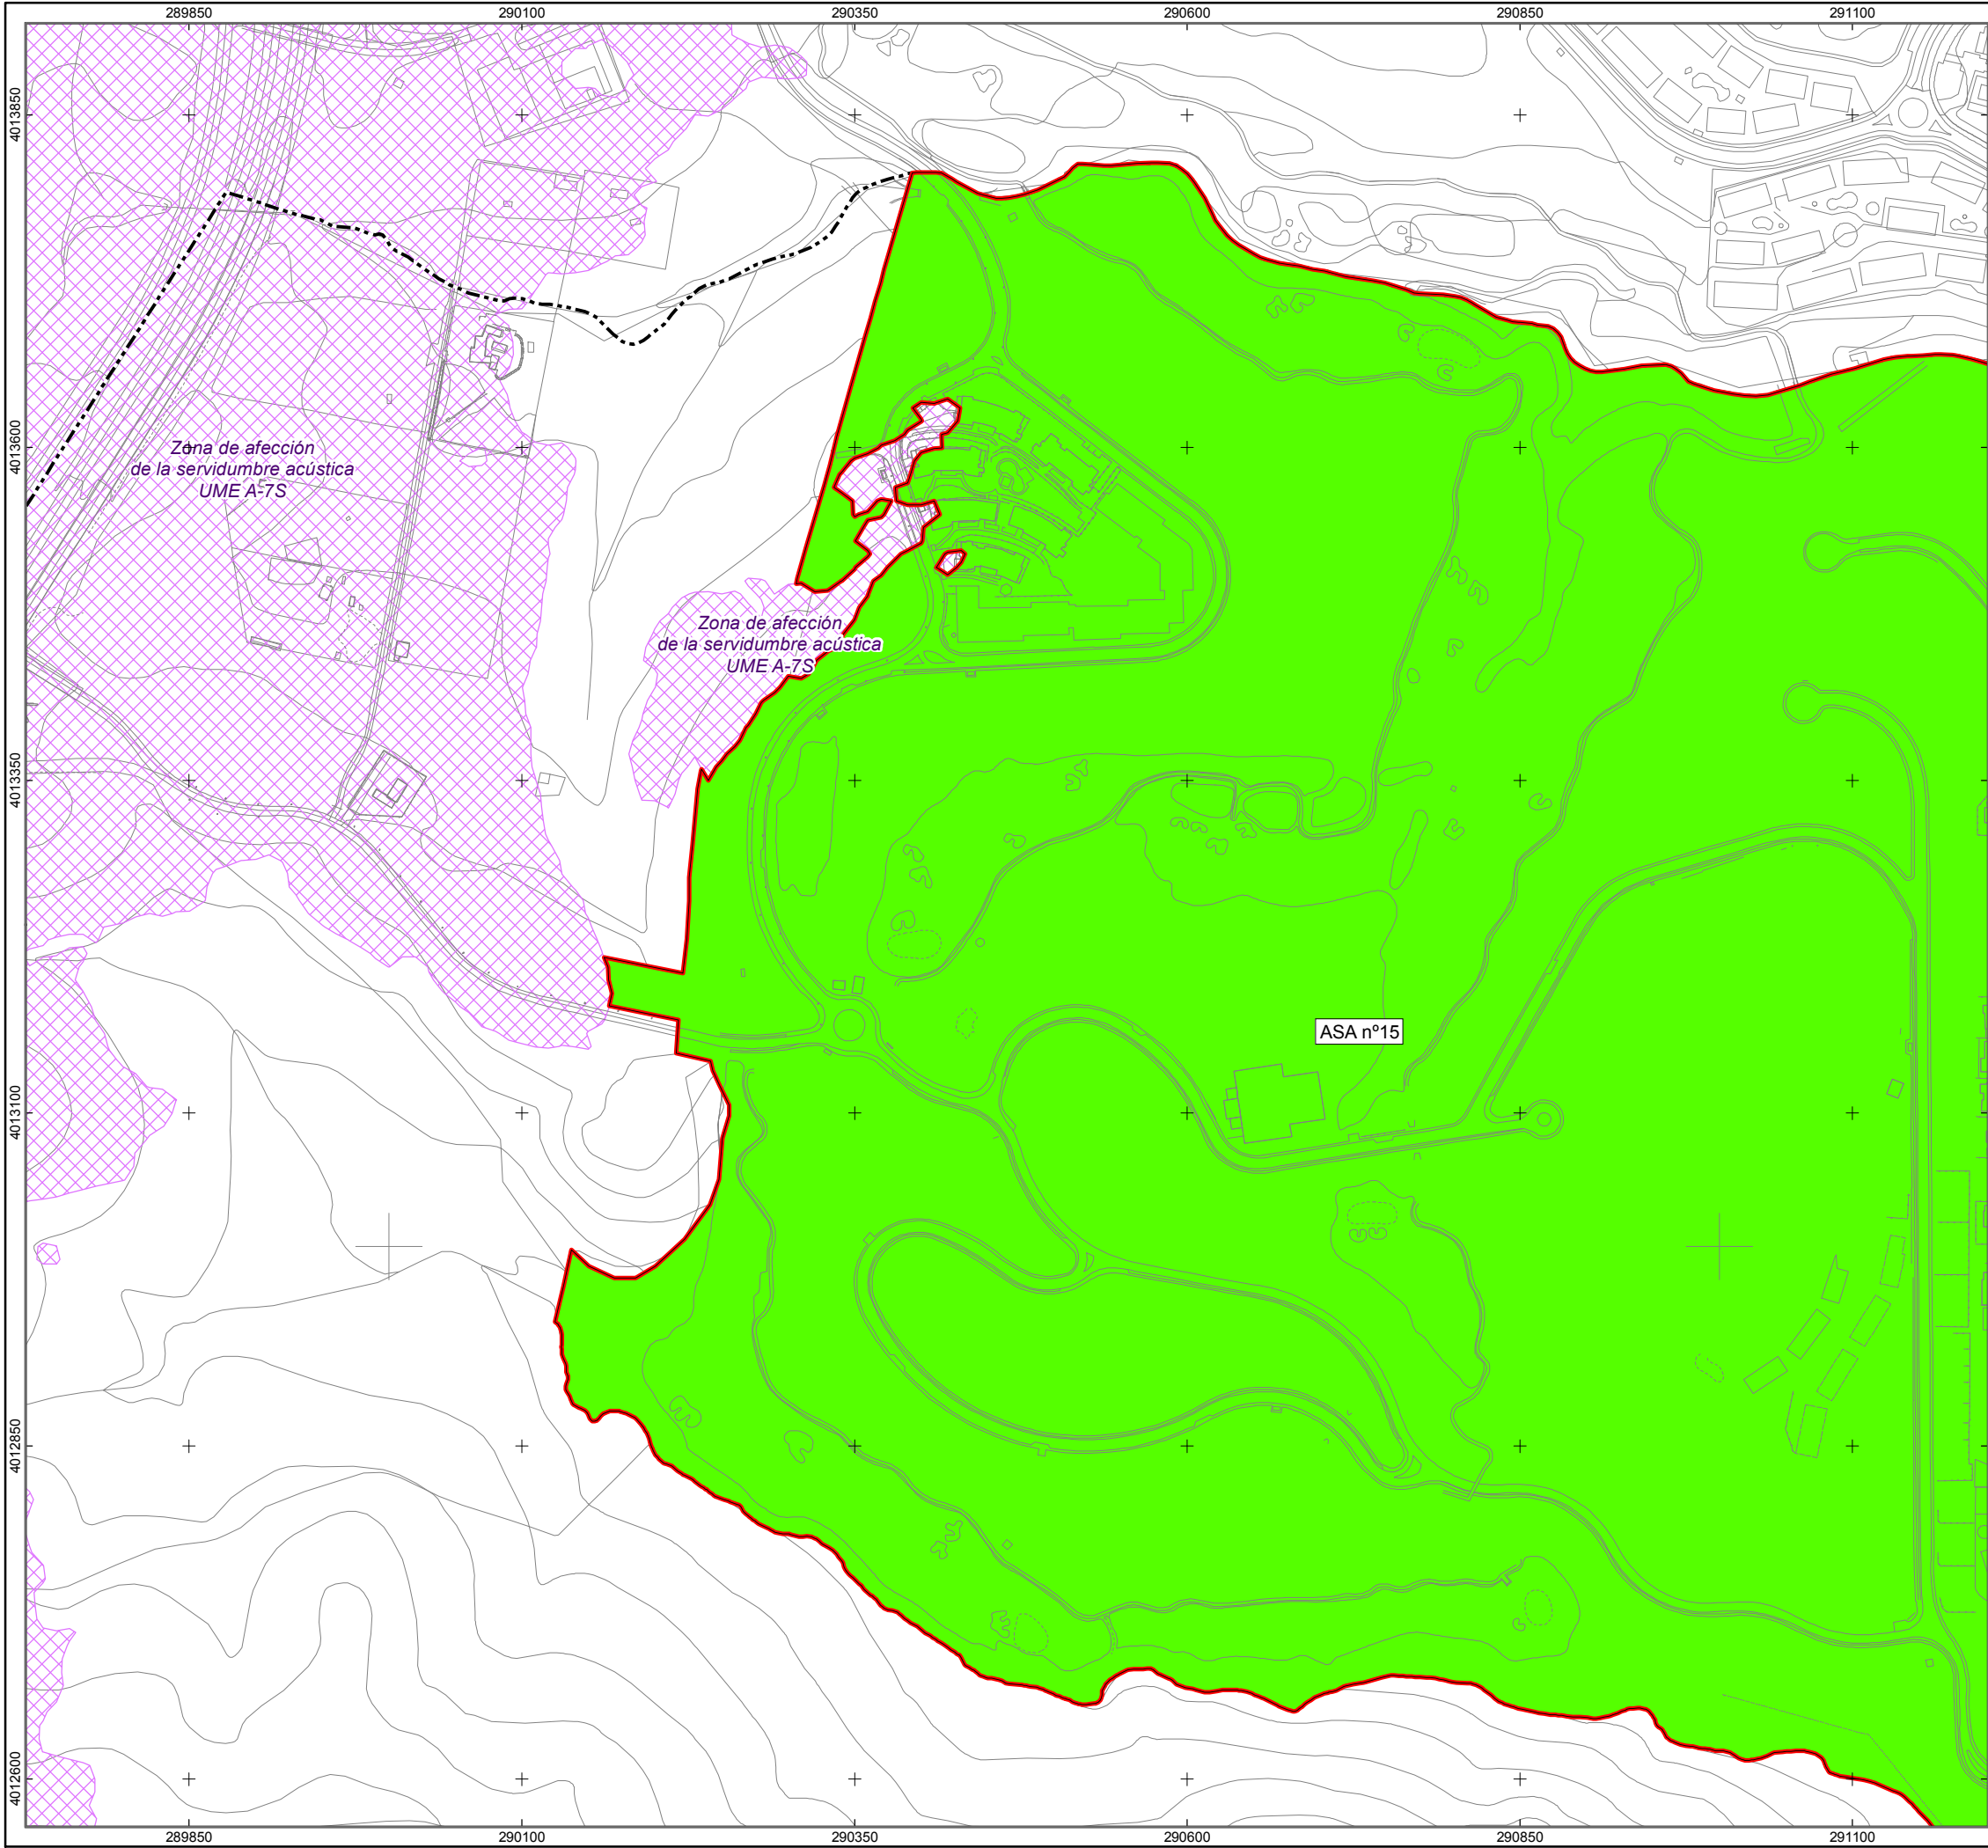 289850 290100 290350 290600 290850 291100
4013850
4013600
Zona de afección
de la servidumbre acústica
UME A-7S
Zona de afección
de la servidumbre acústica
UME A-7S
4013350
ASA nº15
4013100
4012850
4012600
289850 290100 290350 290600 290850 291100